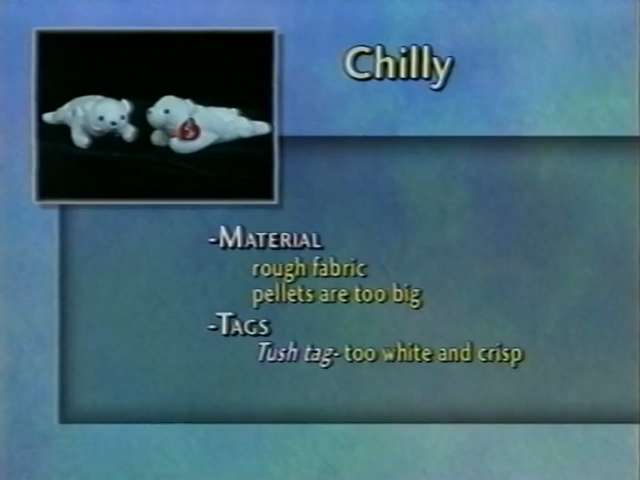 Chilly
-MATERIAL
rough fabric
pellets are too big
-TAGS
Tush tag- too white and crisp